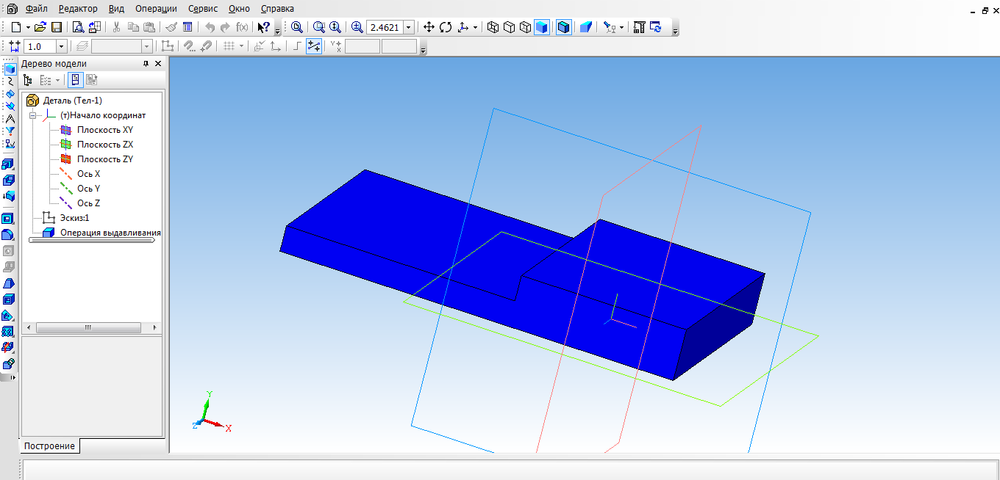 Файл Редактор Вид Операции Сервис Окно Справка
2.4621
f(x)
1.0
Дерево модели
Деталь (Тел-1)
(т)Начало координат
Плоскость XY
Плоскость ZX
Плоскость ZY
Ось X
Ось Y
Ось Z
Эскиз:1
Операция выдавливания
Y
Z
X
Построение